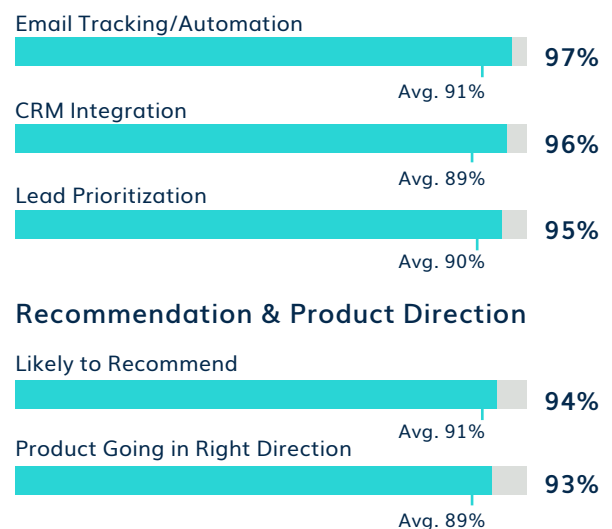 Email Tracking/Automation
97%
Avg. 91%
CRM Integration
96%
Avg. 89%
Lead Prioritization
95%
Avg. 90%
Recommendation & Product Direction
Likely to Recommend
94%
Avg. 91%
Product Going in Right Direction
93%
Avg. 89%